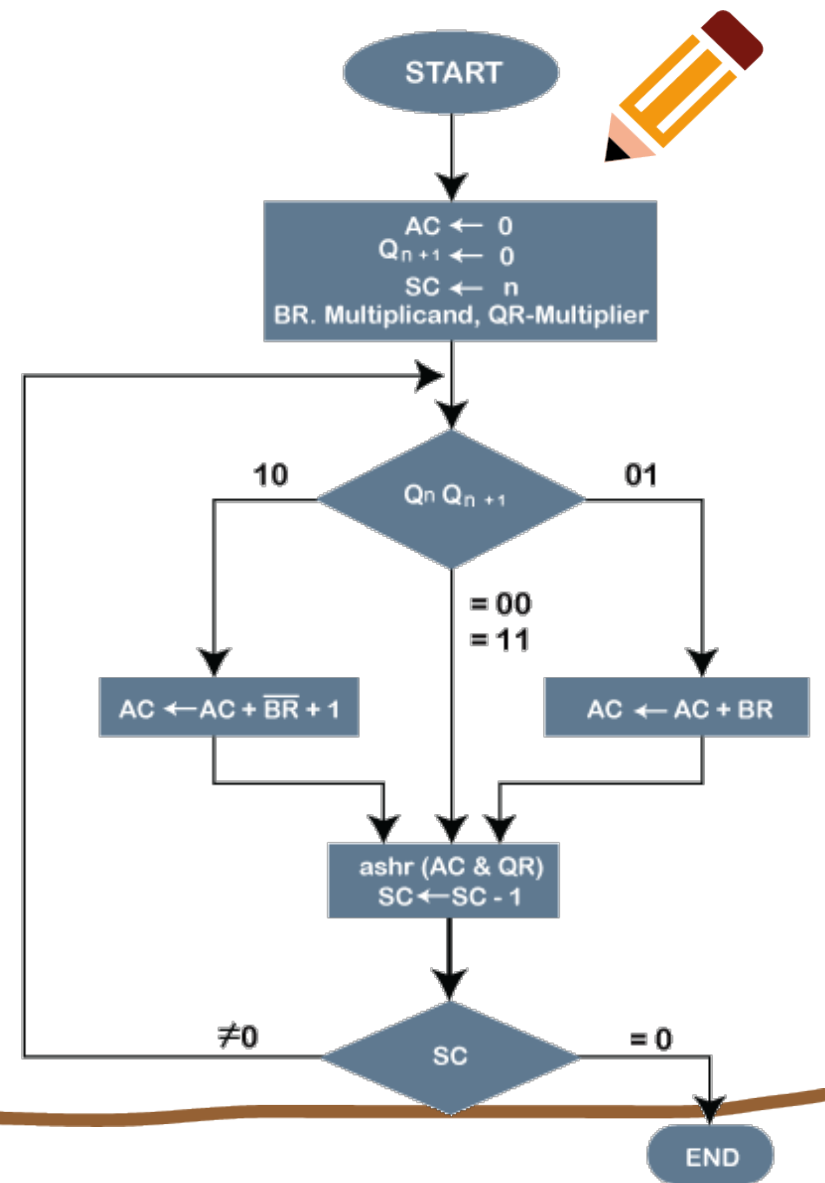 START
AC ← 0
Qn+1 ← 0
SC ← n
BR. Multiplicand, QR-Multiplier
10
Qn Qn+1
01
= 00
= 11
AC ← AC + B̅R̅ + 1
AC ← AC + BR
ashr (AC & QR)
SC ← SC - 1
≠0
SC
= 0
END